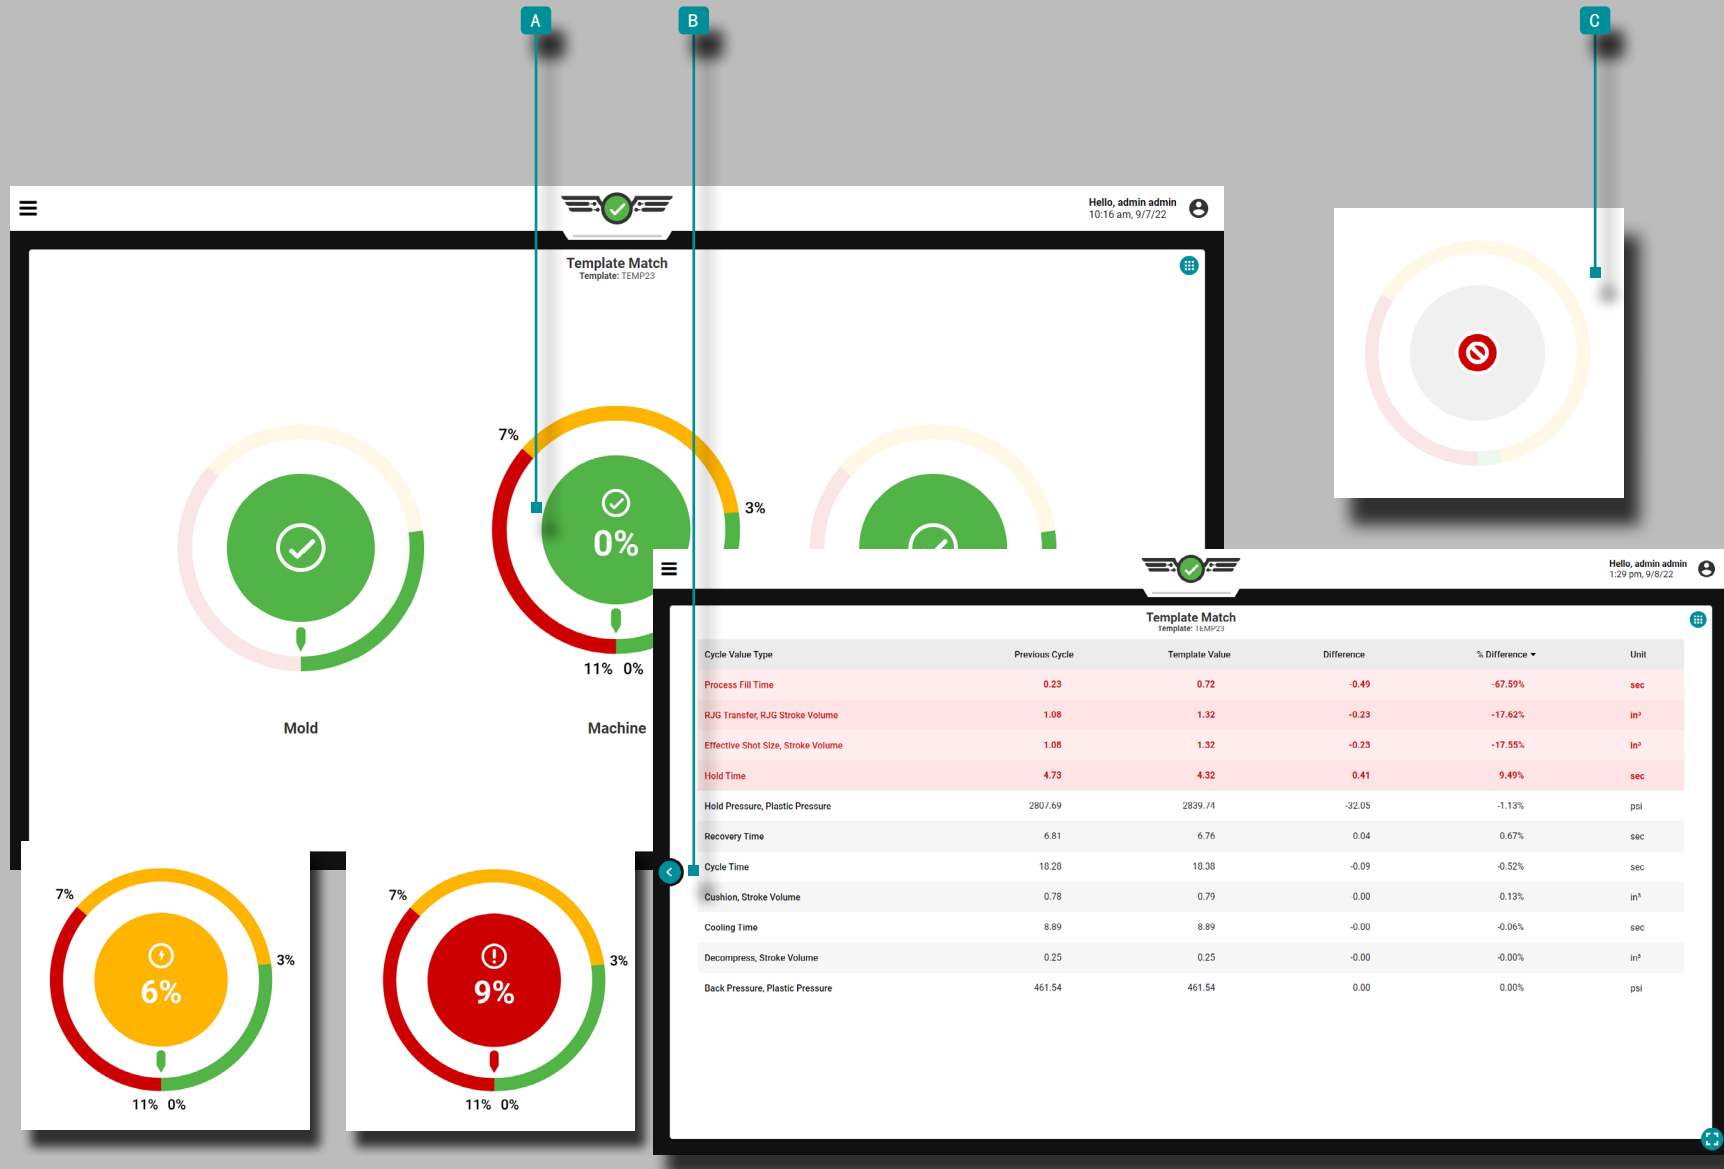 A
B
C
Hello, admin admin
10:16 am, 9/7/22
Template Match
Template: TEMP23
7%
3%
0%
11% 0%
Mold
Machine
Hello, admin admin
1:29 pm, 9/8/22
Template Match
Template: TEMP23
Cycle Value Type Previous Cycle Template Value Difference % Difference Unit
Process Fill Time 0.23 0.72 -0.49 -67.59% sec
RJG Transfer, RJG Stroke Volume 1.08 1.32 -0.23 -17.62% in³
Effective Shot Size, Stroke Volume 1.08 1.32 -0.23 -17.55% in³
Hold Time 4.73 4.32 0.41 9.49% sec
Hold Pressure, Plastic Pressure 2807.69 2839.74 -32.05 -1.13% psi
Recovery Time 6.81 6.76 0.04 0.67% sec
Cycle Time 18.28 18.38 -0.09 -0.52% sec
Cushion, Stroke Volume 0.78 0.79 -0.00 -0.13% in³
Cooling Time 8.89 8.89 -0.00 -0.06% sec
Decompress, Stroke Volume 0.25 0.25 -0.00 -0.00% in³
Back Pressure, Plastic Pressure 461.54 461.54 0.00 0.00% psi
7%
3%
6%
11% 0%
7%
3%
9%
11% 0%